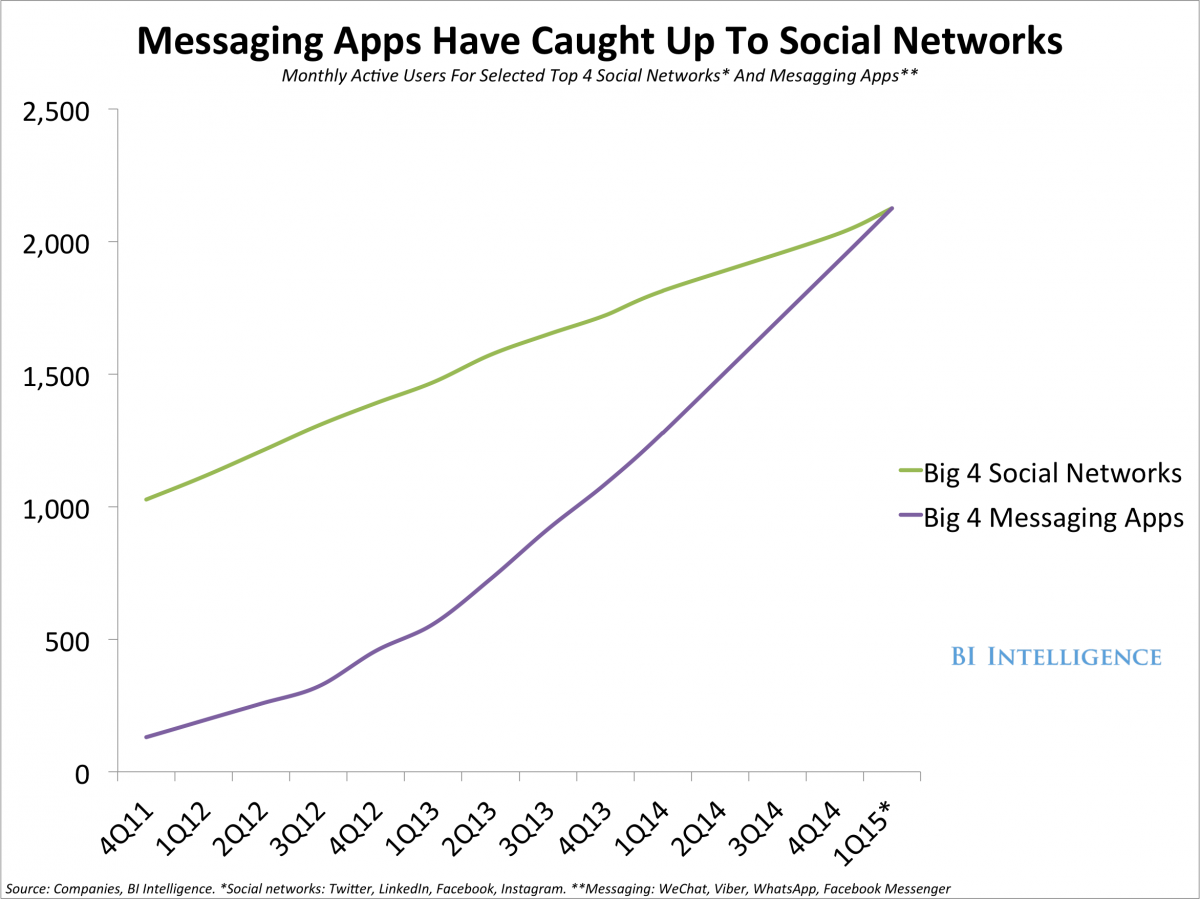 Messaging Apps Have Caught Up To Social Networks
Monthly Active Users For Selected Top 4 Social Networks* And Mesagging Apps**
2,500
2,000
1,500
1,000
500
0
4Q11
1Q12
2Q12
3Q12
4Q12
1Q13
2Q13
3Q13
4Q13
1Q14
2Q14
3Q14
4Q14
1Q15*
Big 4 Social Networks
Big 4 Messaging Apps
BI INTELLIGENCE
Source: Companies, BI Intelligence. *Social networks: Twitter, LinkedIn, Facebook, Instagram. **Messaging: WeChat, Viber, WhatsApp, Facebook Messenger